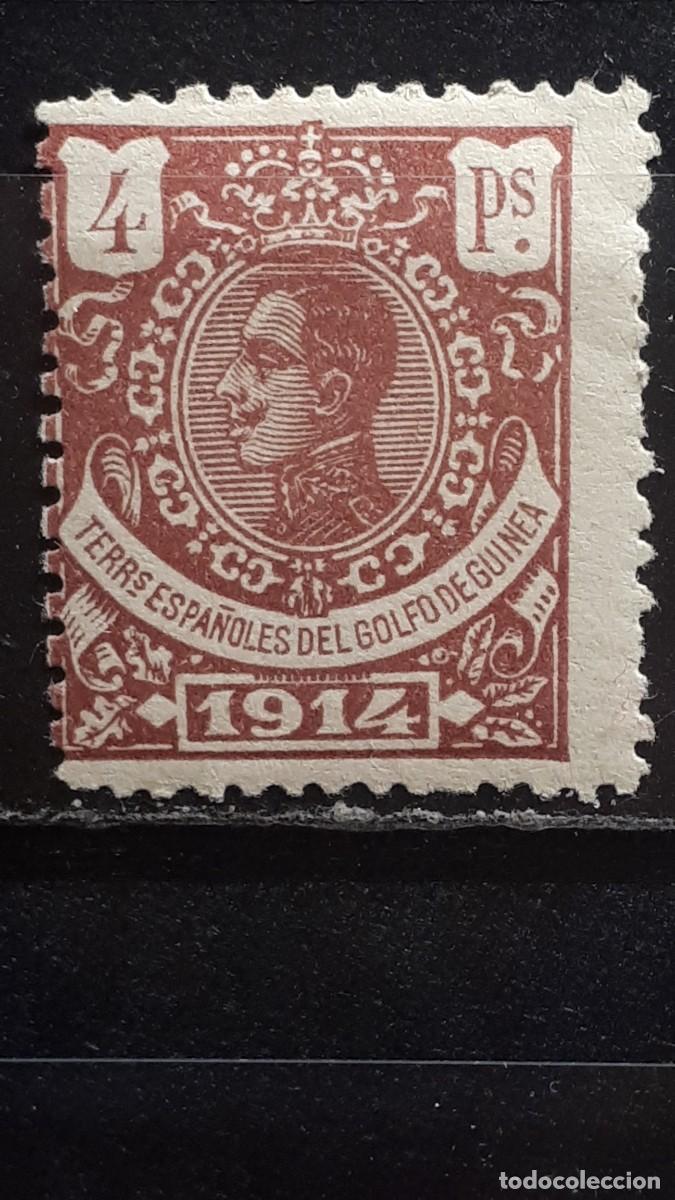 4 ps.
TERRS ESPAÑOLES DEL GOLFO DE GUINEA
1914
todocoleccion